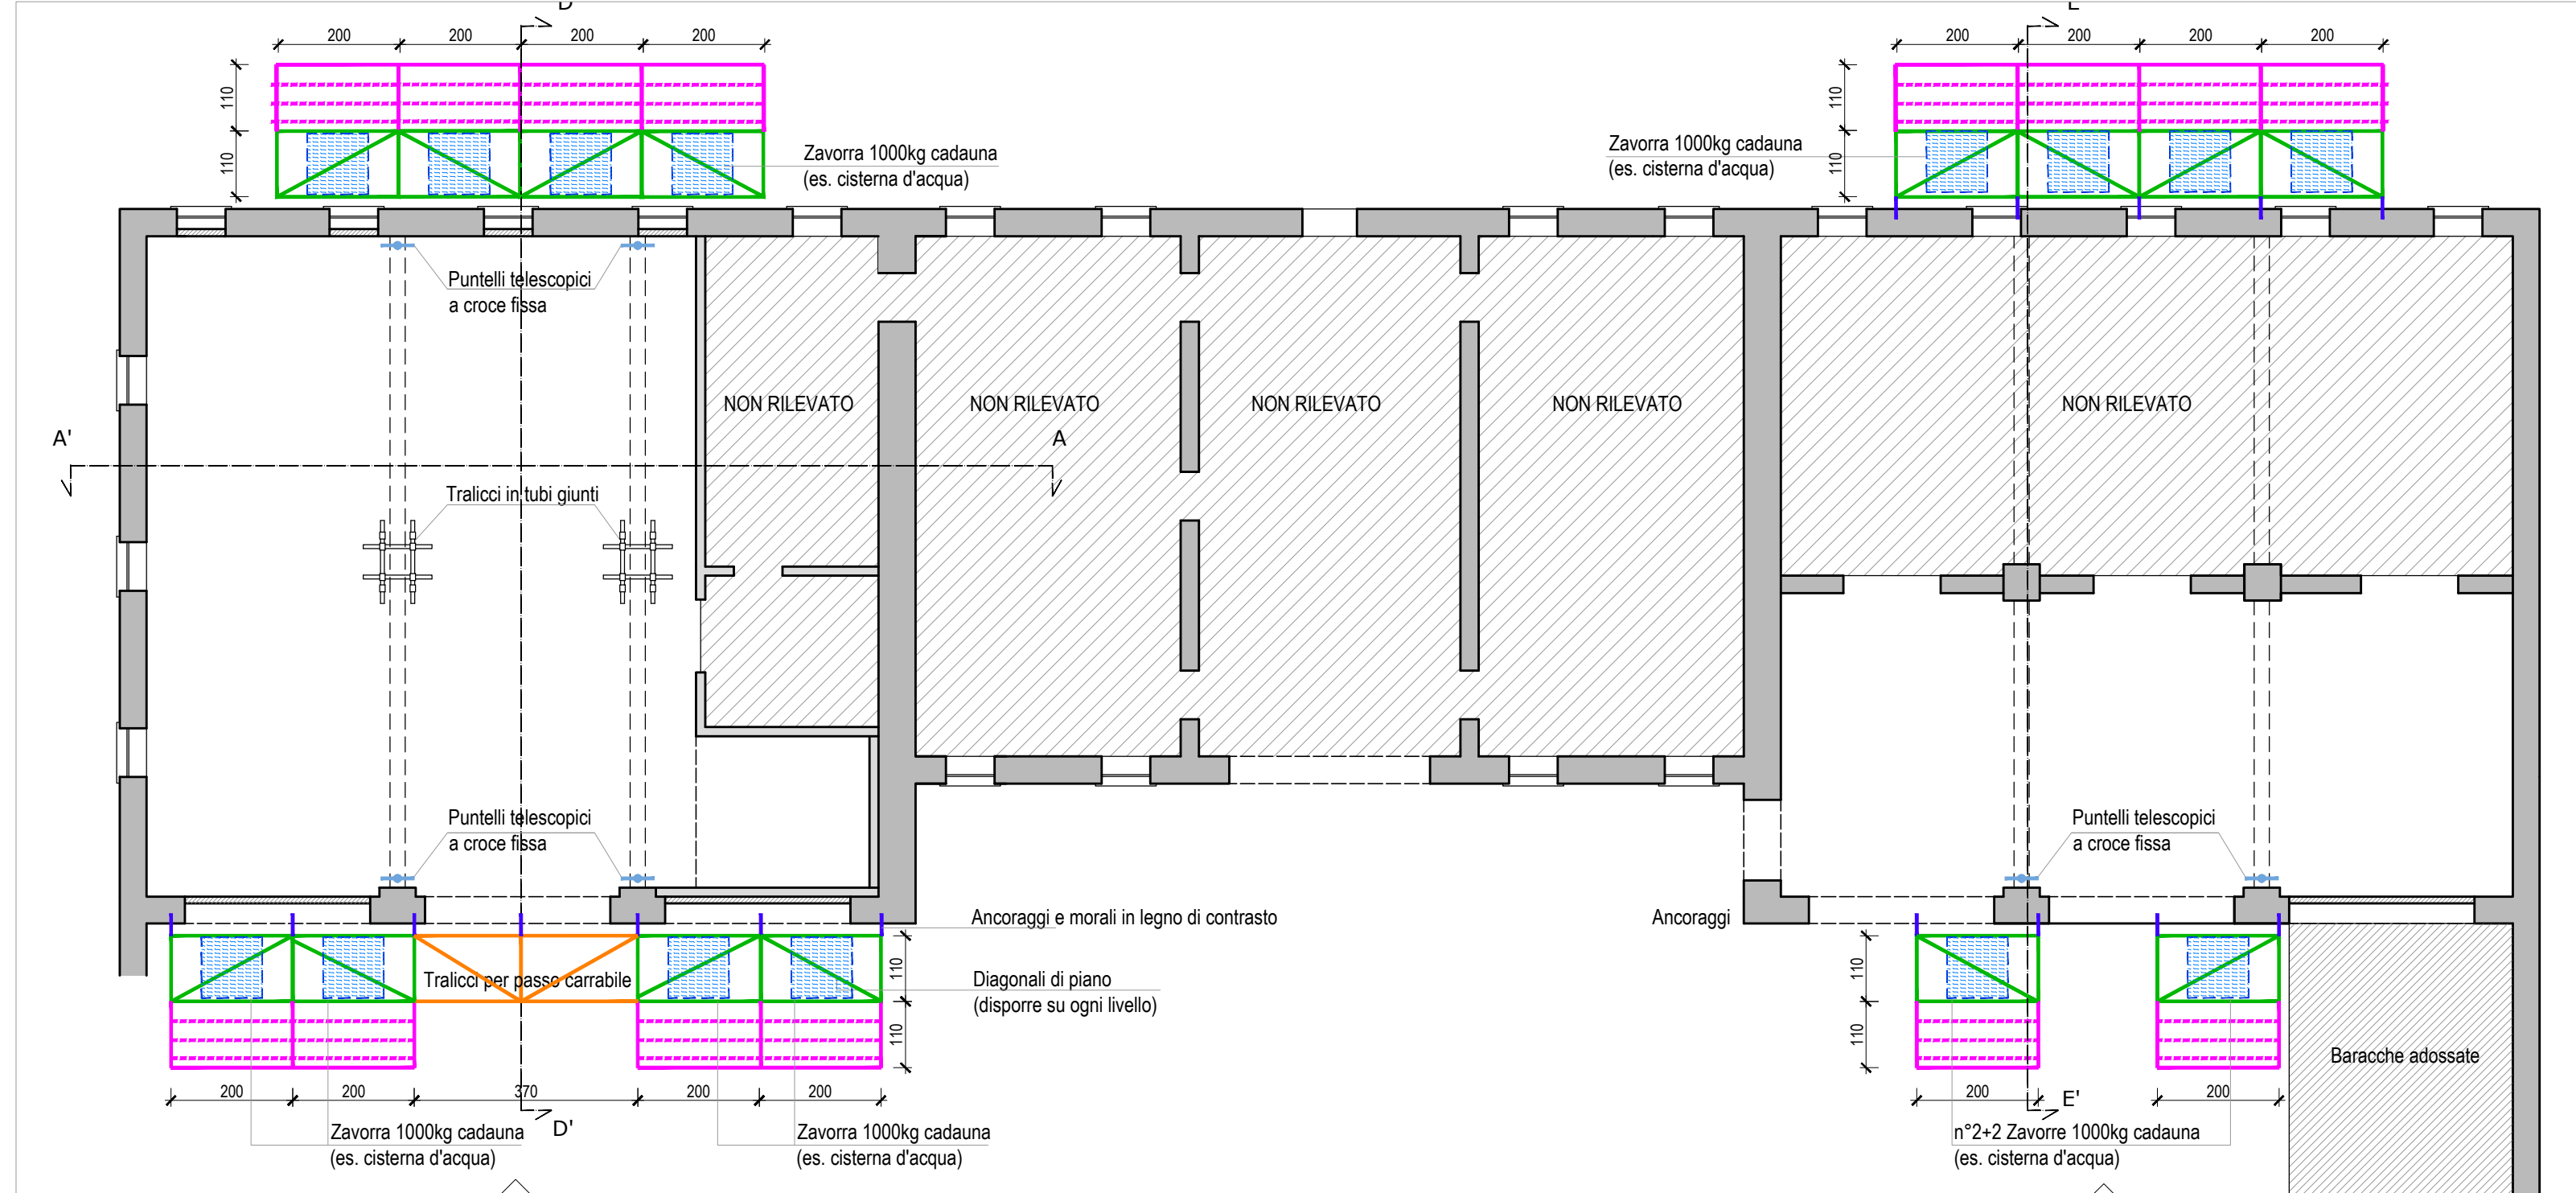 D
E
200 200 200 200
200 200 200 200
110
110
110
110
Zavorra 1000kg cadauna
(es. cisterna d'acqua)
Zavorra 1000kg cadauna
(es. cisterna d'acqua)
Puntelli telescopici
a croce fissa
NON RILEVATO
NON RILEVATO
NON RILEVATO
NON RILEVATO
NON RILEVATO
A'
A
Tralicci in tubi giunti
Puntelli telescopici
a croce fissa
Puntelli telescopici
a croce fissa
Ancoraggi e morali in legno di contrasto
Ancoraggi
Tralicci per passo carrabile
Diagonali di piano
(disporre su ogni livello)
110
110
110
110
Baracche adossate
200 200 370 200 200
200 200
D'
E'
Zavorra 1000kg cadauna
(es. cisterna d'acqua)
Zavorra 1000kg cadauna
(es. cisterna d'acqua)
n°2+2 Zavorre 1000kg cadauna
(es. cisterna d'acqua)